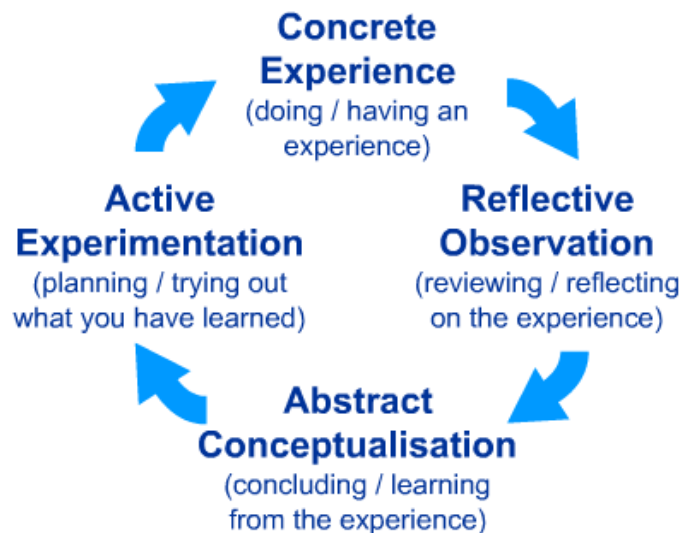 Concrete
Experience
(doing / having an
experience)
Reflective
Observation
(reviewing / reflecting
on the experience)
Abstract
Conceptualisation
(concluding / learning
from the experience)
Active
Experimentation
(planning / trying out
what you have learned)